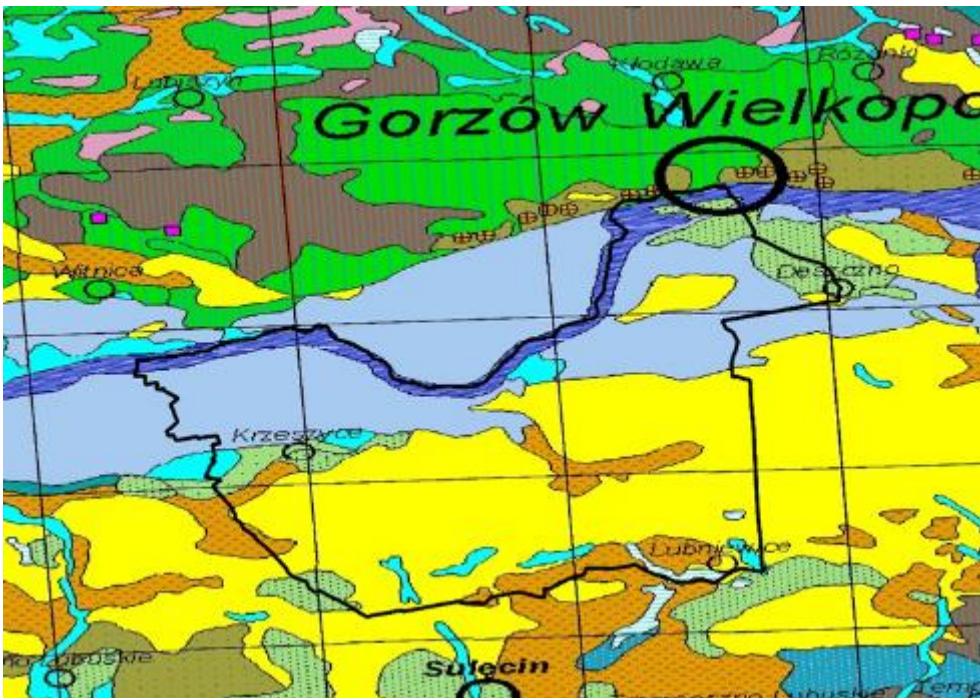 Kłodawa
Różanki
Lubiszyn
Gorzów Wielkopo
Witnica
Deszczno
Krzeszyce
Lubniewice
Sulęcin